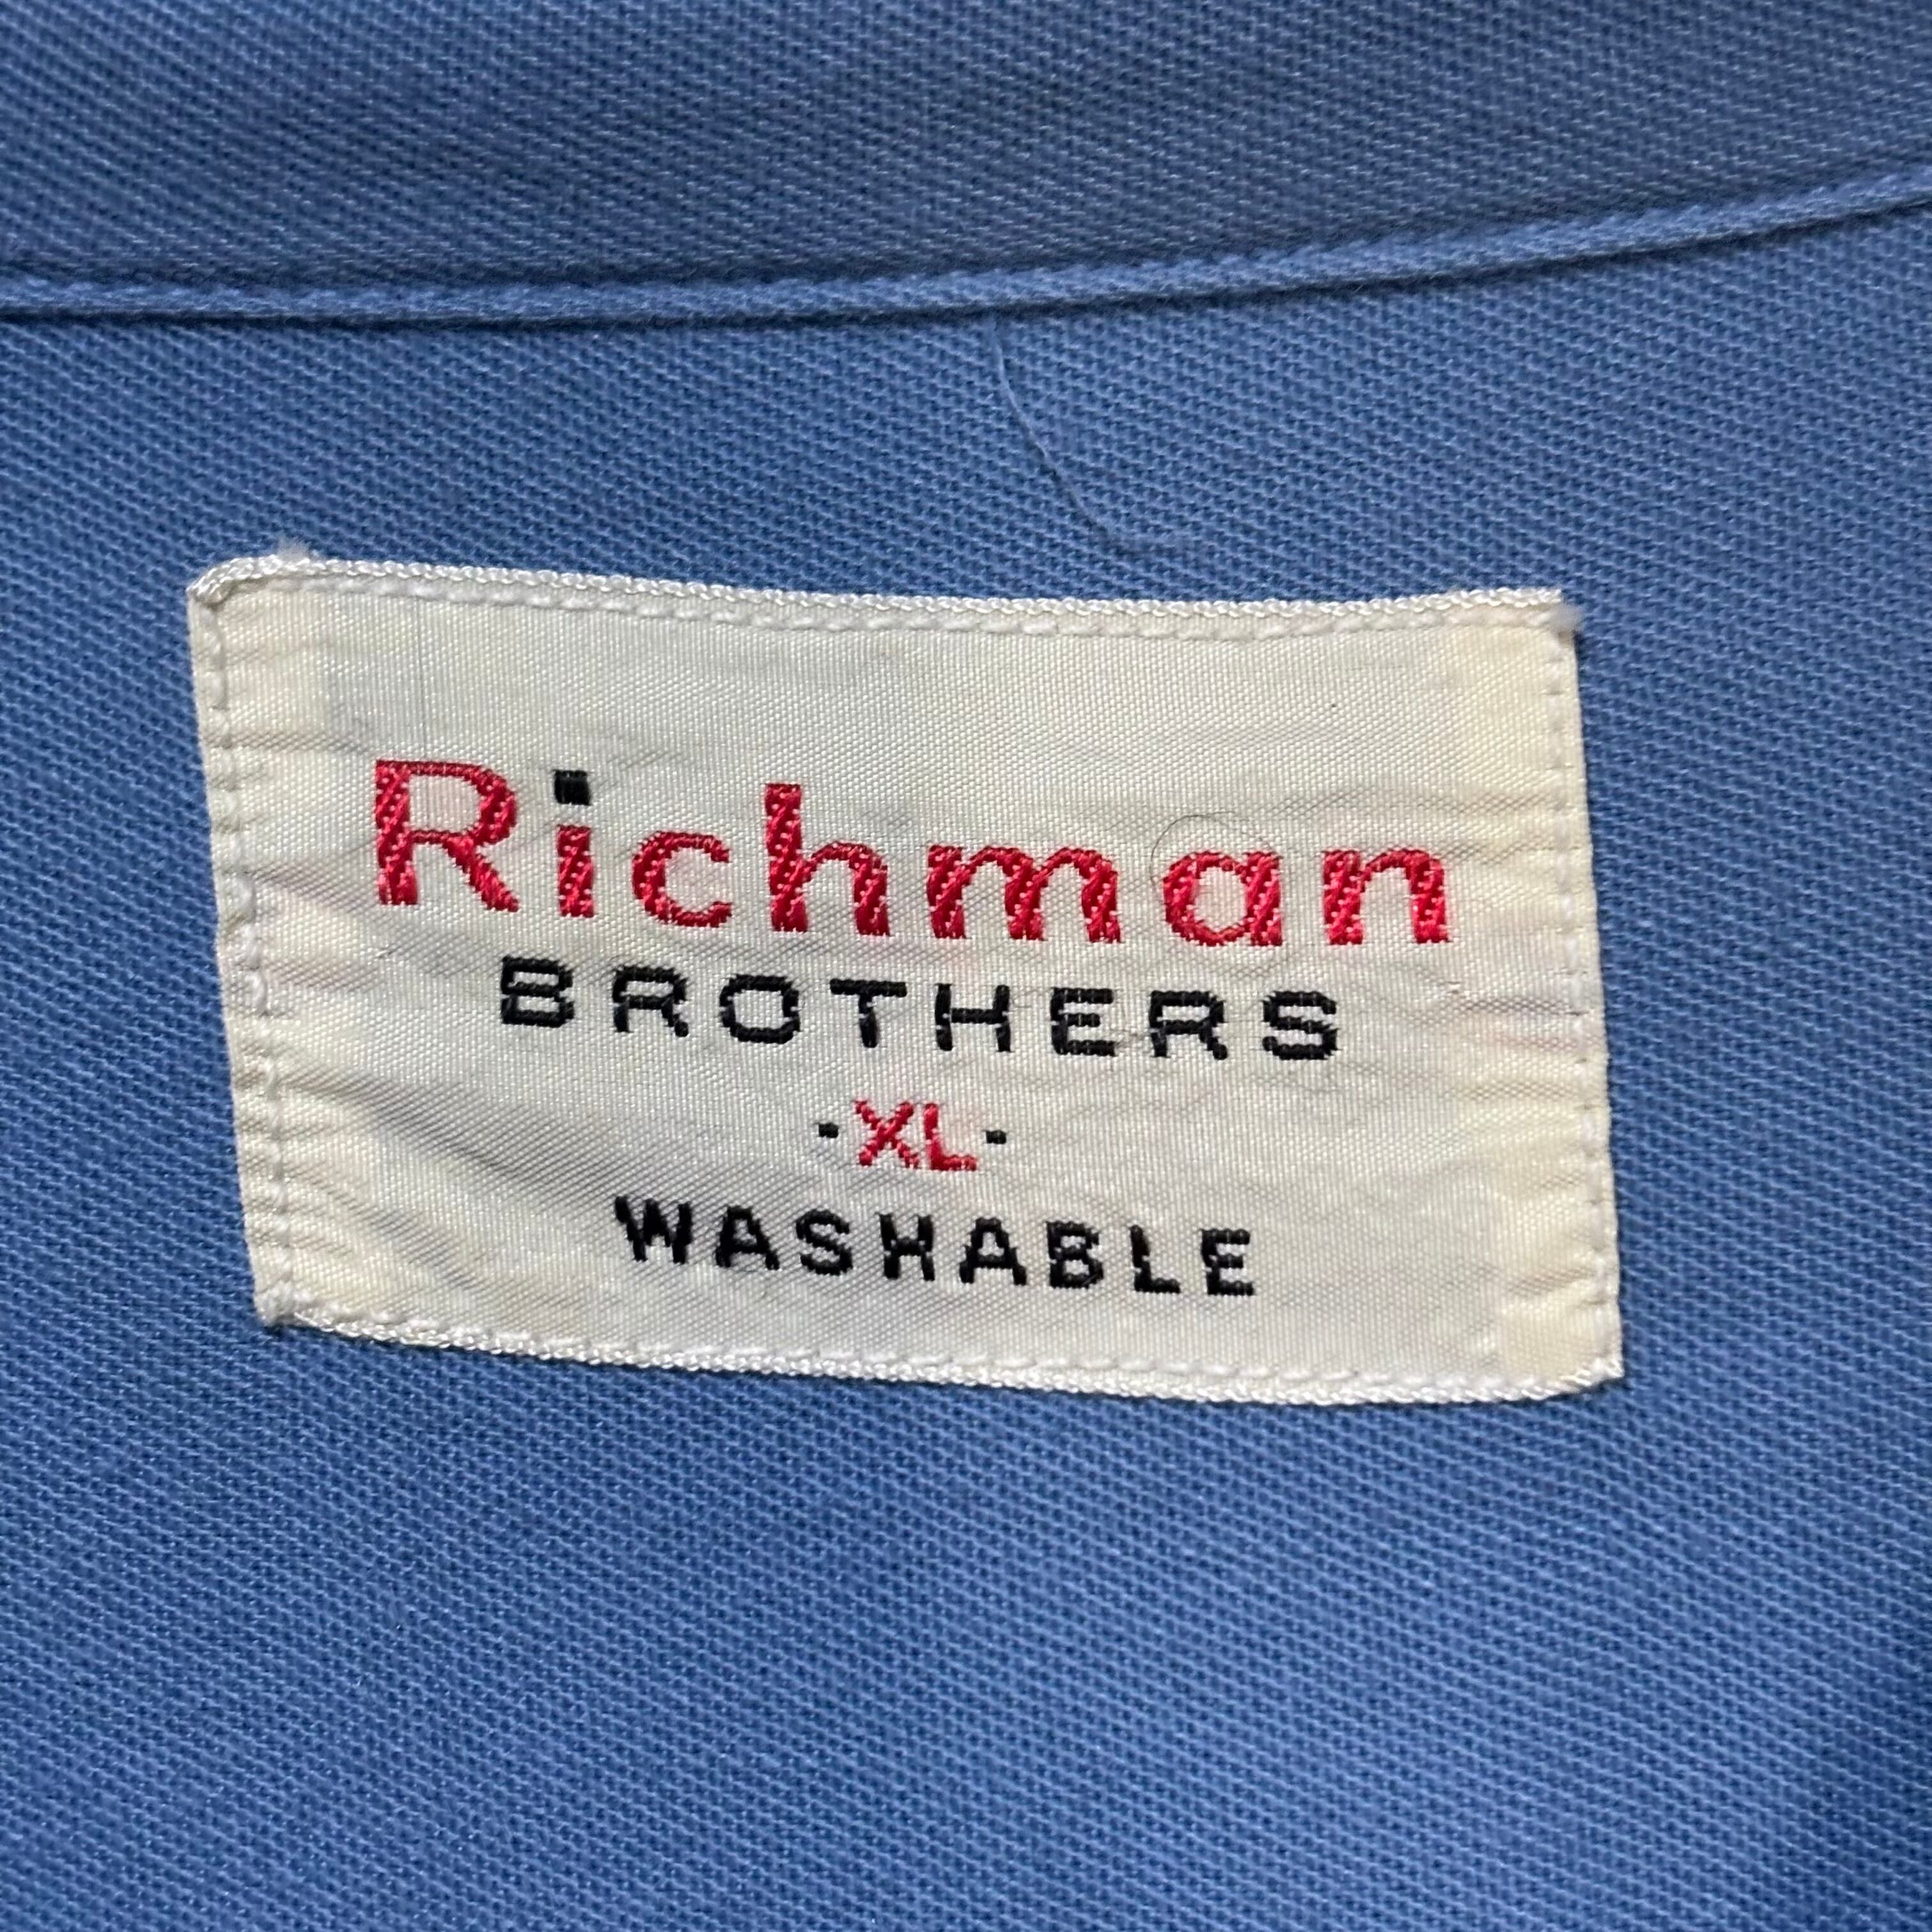 Richman
BROTHERS
-XL-
WASHABLE